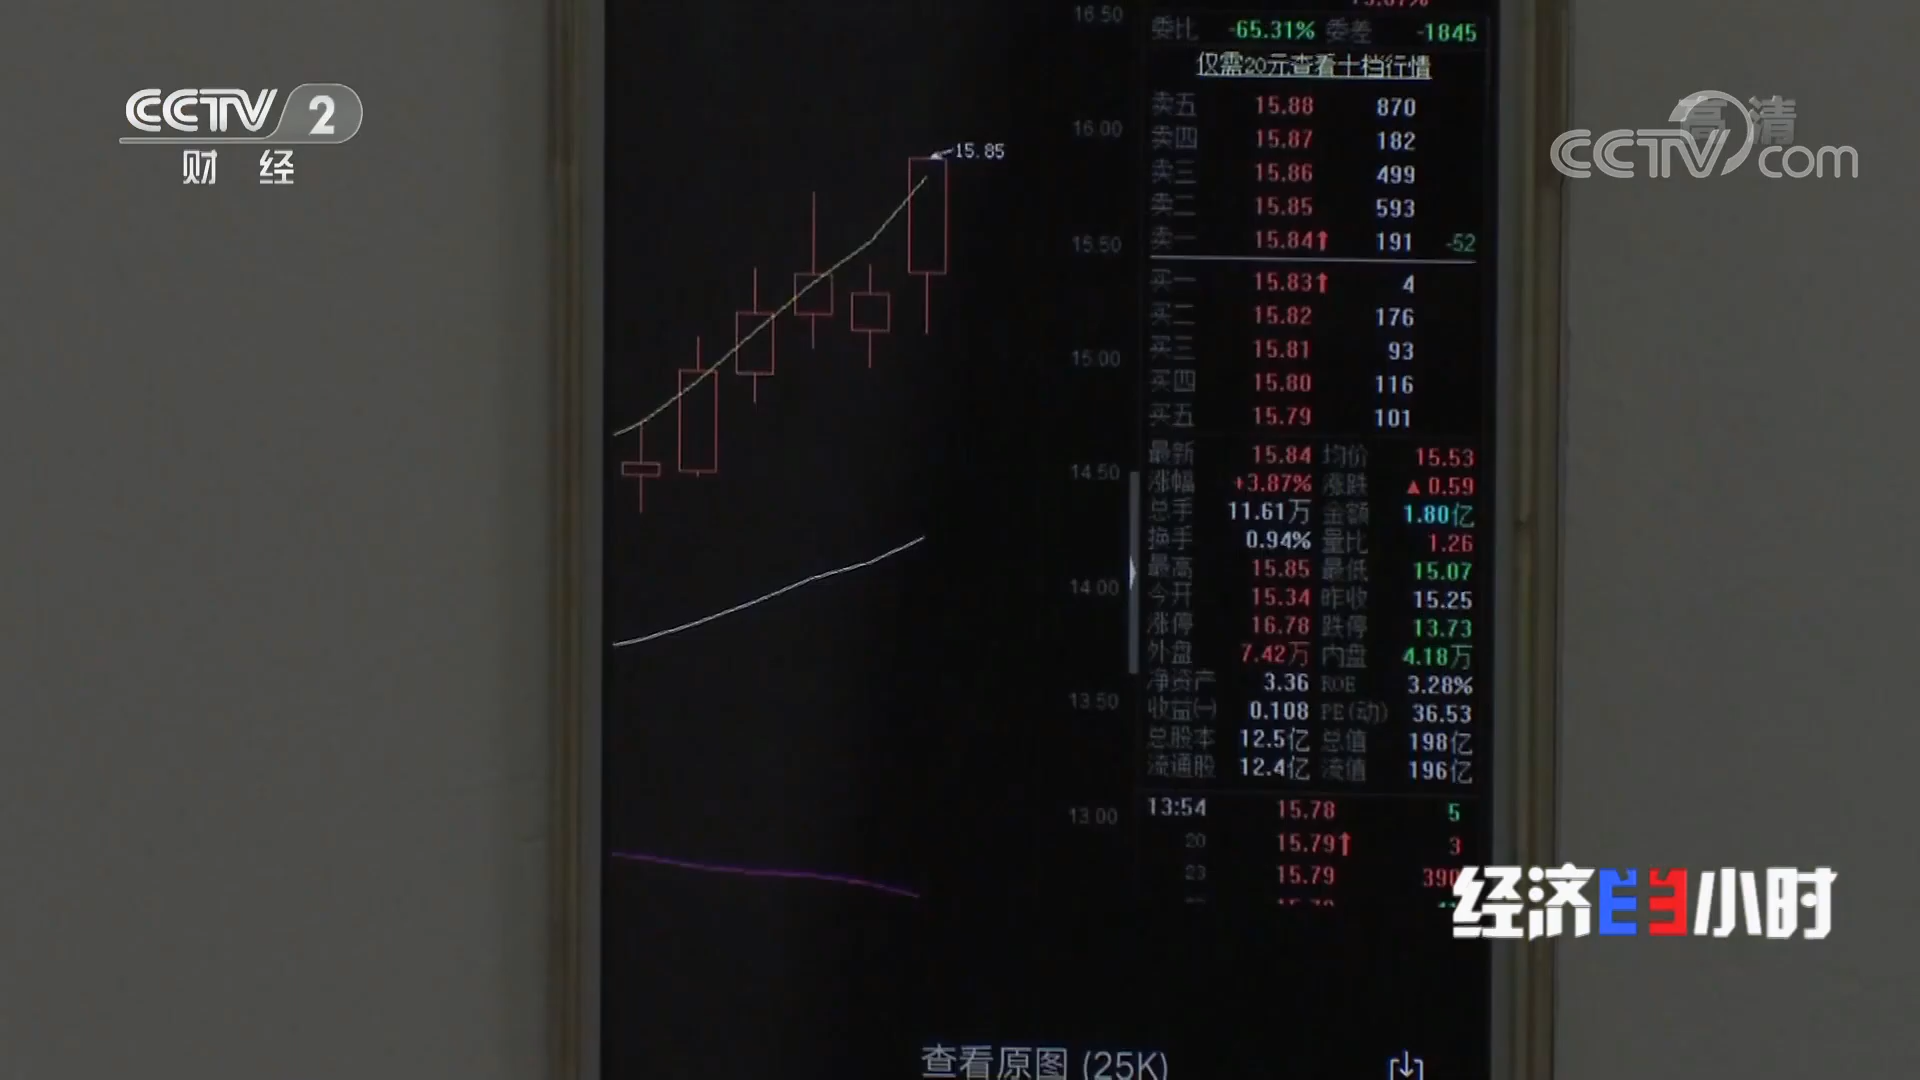 CCTV 2
财 经
高清
CCTV.com
16.50
16.00
15.50
15.00
14.50
14.00
13.50
13.00
15.85
委比 -65.31% 委差 -1845
仅需20元查看十档行情
卖五 15.88 870
卖四 15.87 182
卖三 15.86 499
卖二 15.85 593
卖一 15.84↑ 191 -52
买一 15.83↑ 4
买二 15.82 176
买三 15.81 93
买四 15.80 116
买五 15.79 101
最新 15.84 均价 15.53
涨幅 +3.87% 涨跌 ▲0.59
总手 11.61万 金额 1.80亿
换手 0.94% 量比 1.26
最高 15.85 最低 15.07
今开 15.34 昨收 15.25
涨停 16.78 跌停 13.73
外盘 7.42万 内盘 4.18万
净资产 3.36 ROE 3.28%
收益㈠ 0.108 PE(动) 36.53
总股本 12.5亿 总值 198亿
流通股 12.4亿 流值 196亿
13:54 15.78 5
20 15.79↑ 3
23 15.79 390
经济半小时
查看原图 (25K)